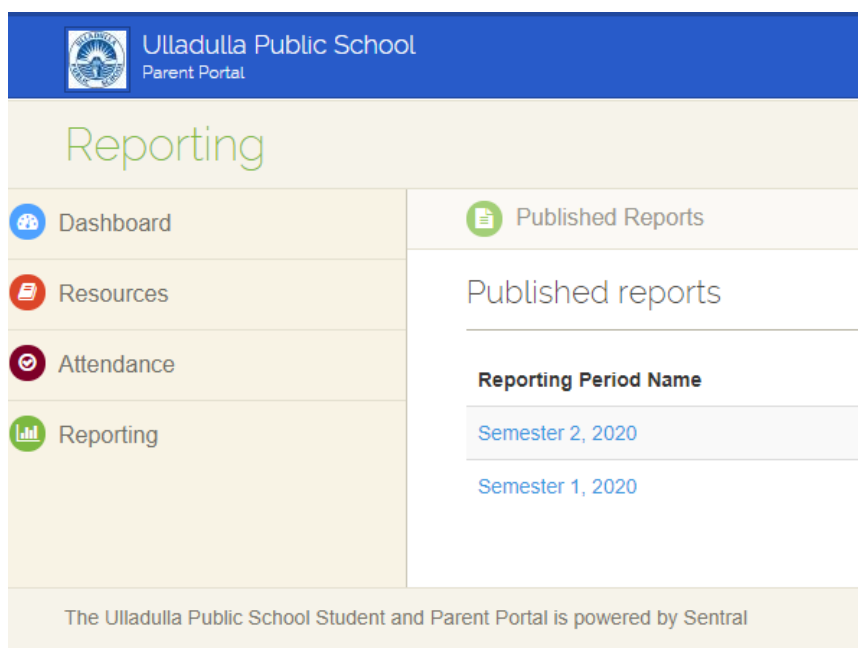 Ulladulla Public School
Parent Portal
Reporting
Dashboard
Resources
Attendance
Reporting
Published Reports
Published reports
Reporting Period Name
Semester 2, 2020
Semester 1, 2020
The Ulladulla Public School Student and Parent Portal is powered by Sentral